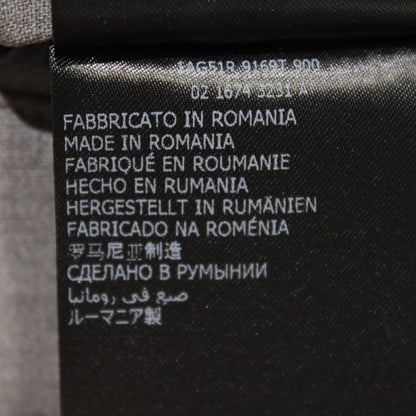 1AG51R 9169T 900
02 1674 3231 A
FABBRICATO IN ROMANIA
MADE IN ROMANIA
FABRIQUÉ EN ROUMANIE
HECHO EN RUMANIA
HERGESTELLT IN RUMÄNIEN
FABRICADO NA ROMÉNIA
罗马尼亚制造
СДЕЛАНО В РУМЫНИИ
صنع في رومانيا
ルーマニア製